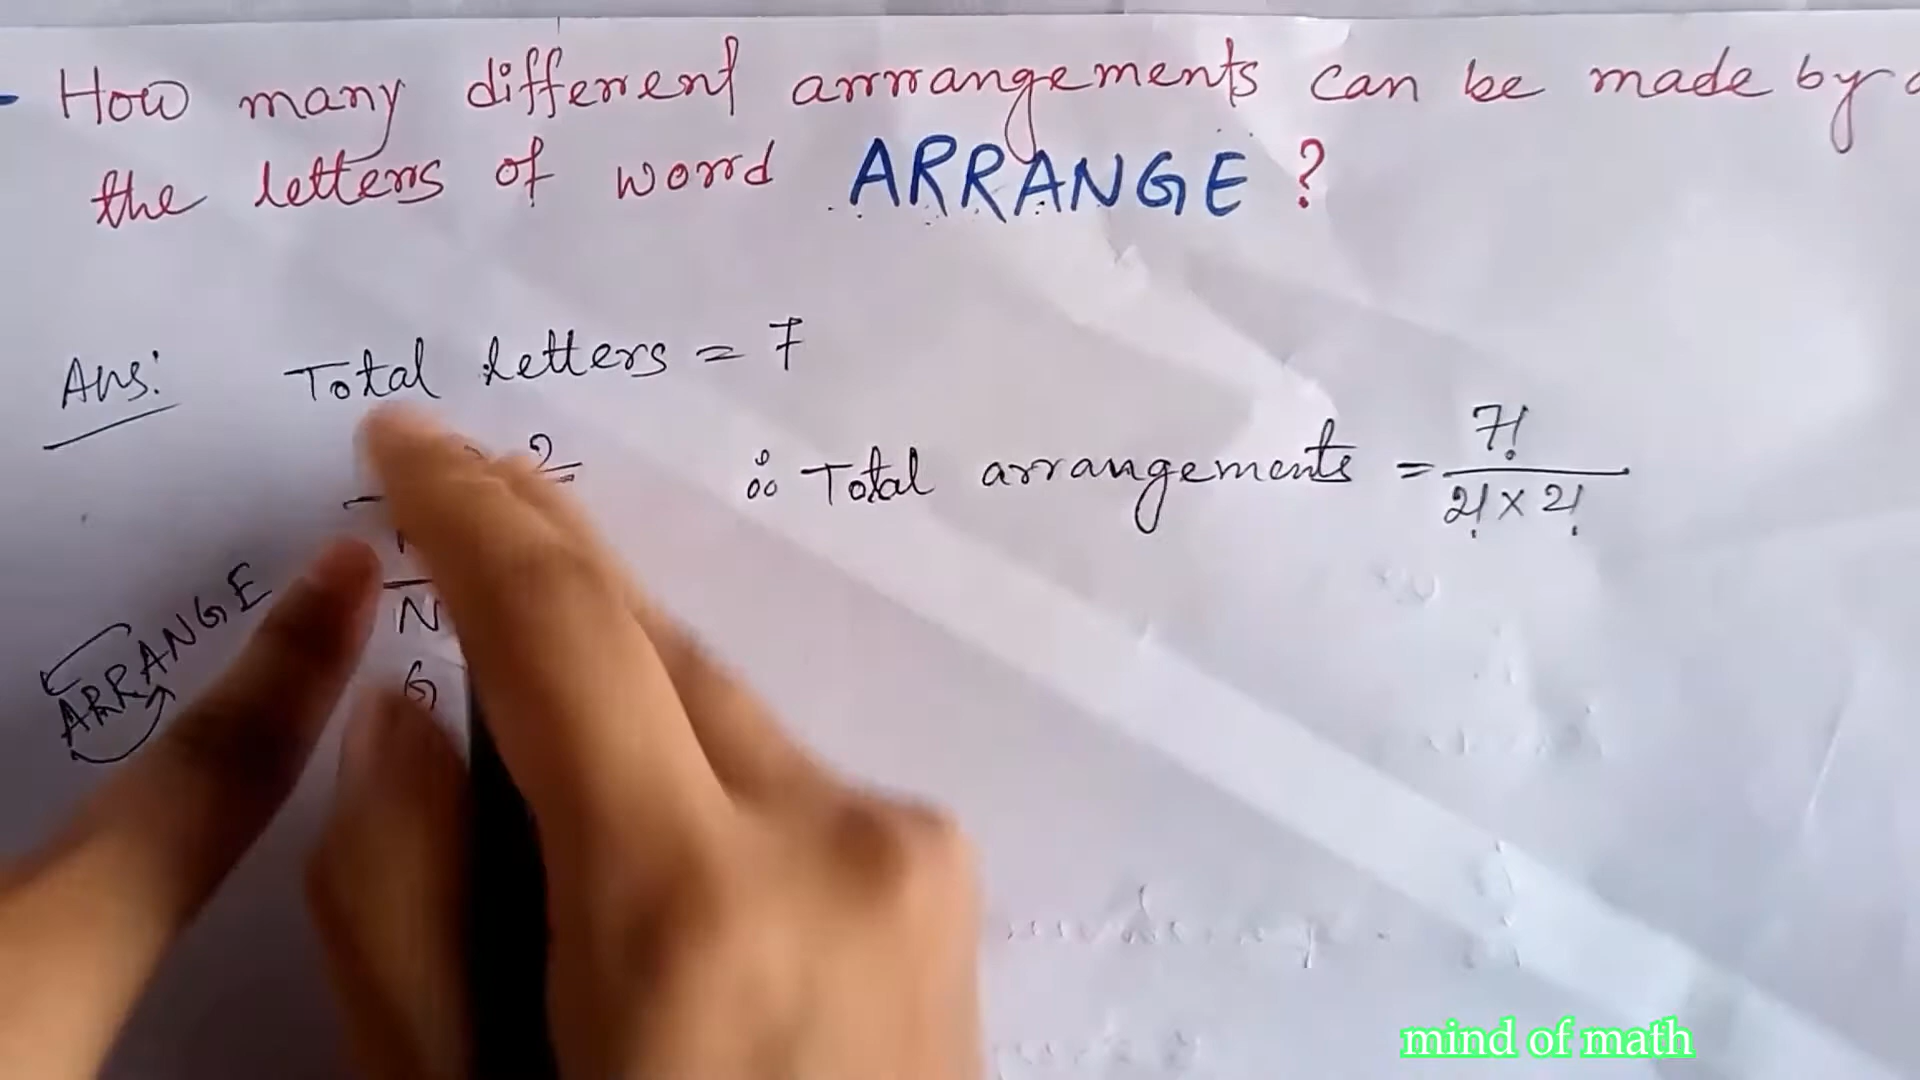 How many different arrangements can be made by
the letters of word ARRANGE ?
Ans: Total letters = 7
2
∴ Total arrangements = 7! / 2! × 2!
N
G
ARRANGE
mind of math